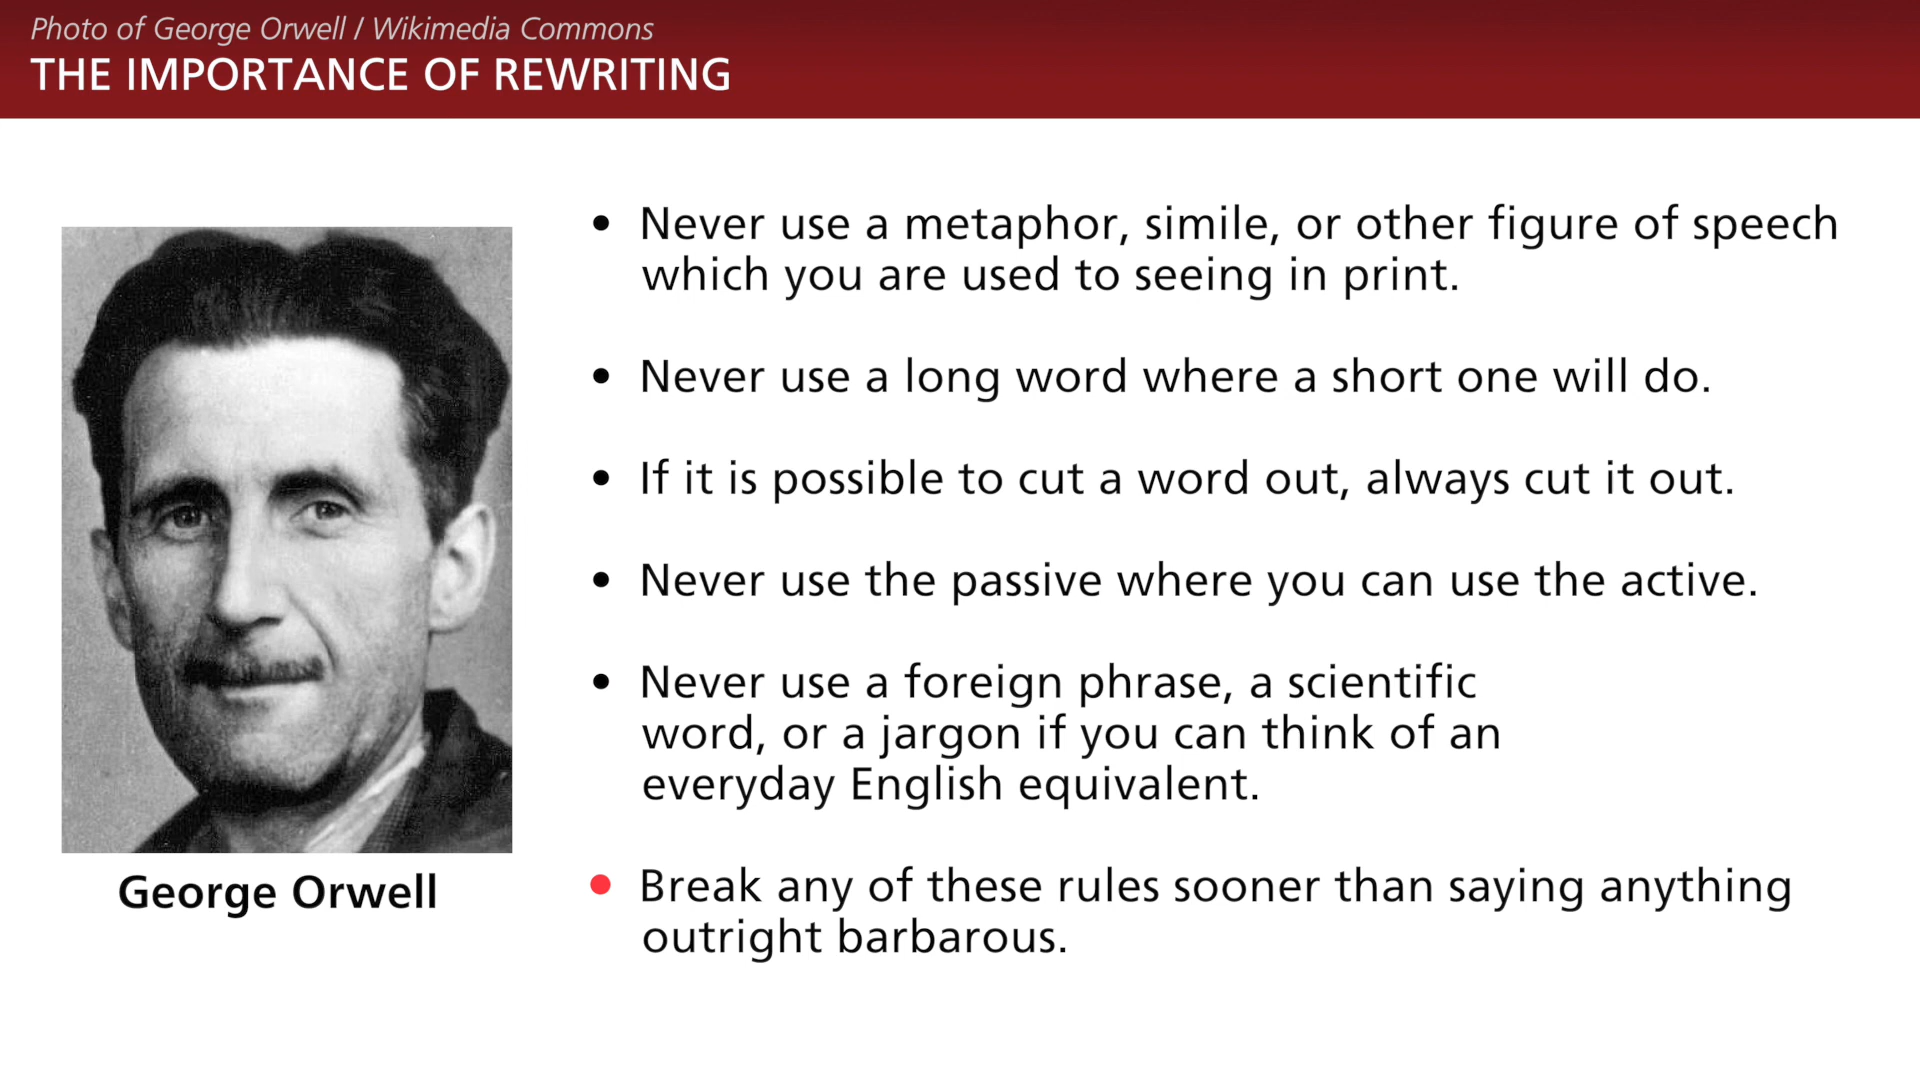 Photo of George Orwell / Wikimedia Commons
THE IMPORTANCE OF REWRITING
George Orwell
• Never use a metaphor, simile, or other figure of speech
which you are used to seeing in print.
• Never use a long word where a short one will do.
• If it is possible to cut a word out, always cut it out.
• Never use the passive where you can use the active.
• Never use a foreign phrase, a scientific
word, or a jargon if you can think of an
everyday English equivalent.
• Break any of these rules sooner than saying anything
outright barbarous.